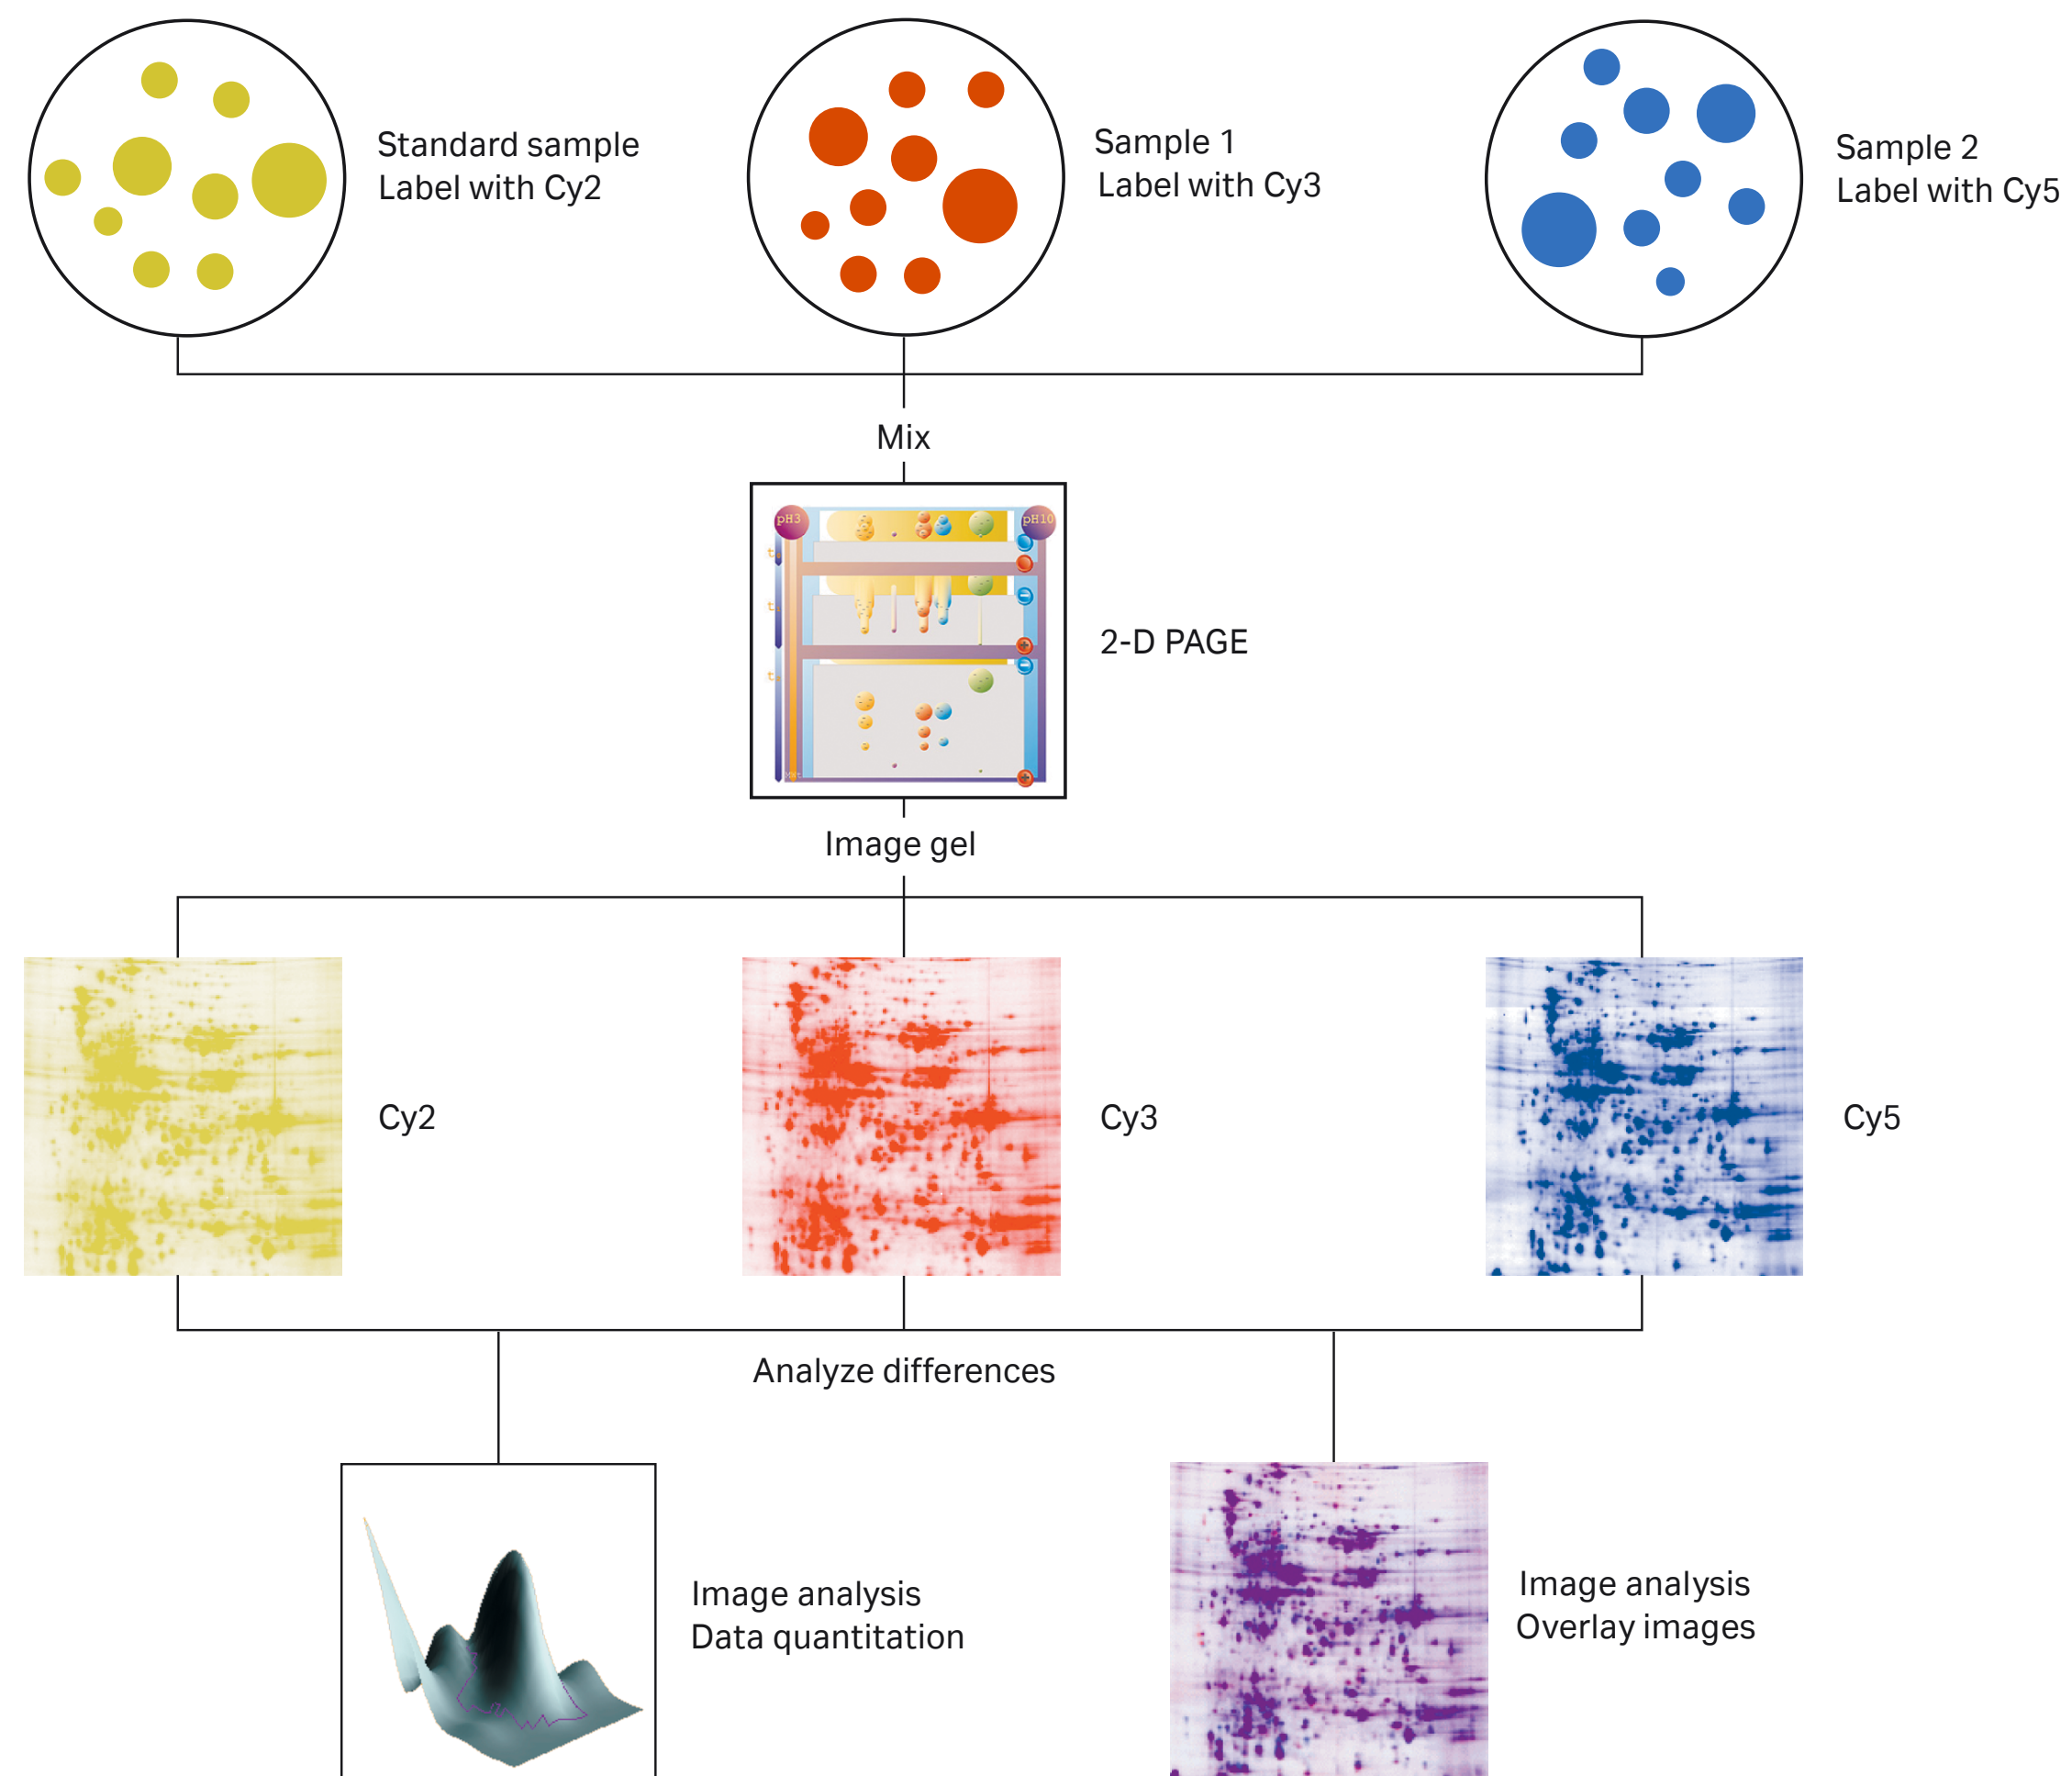 Standard sample
Label with Cy2
Sample 1
Label with Cy3
Sample 2
Label with Cy5
Mix
pH3
pH10
2-D PAGE
Image gel
Cy2
Cy3
Cy5
Analyze differences
Image analysis
Data quantitation
Image analysis
Overlay images